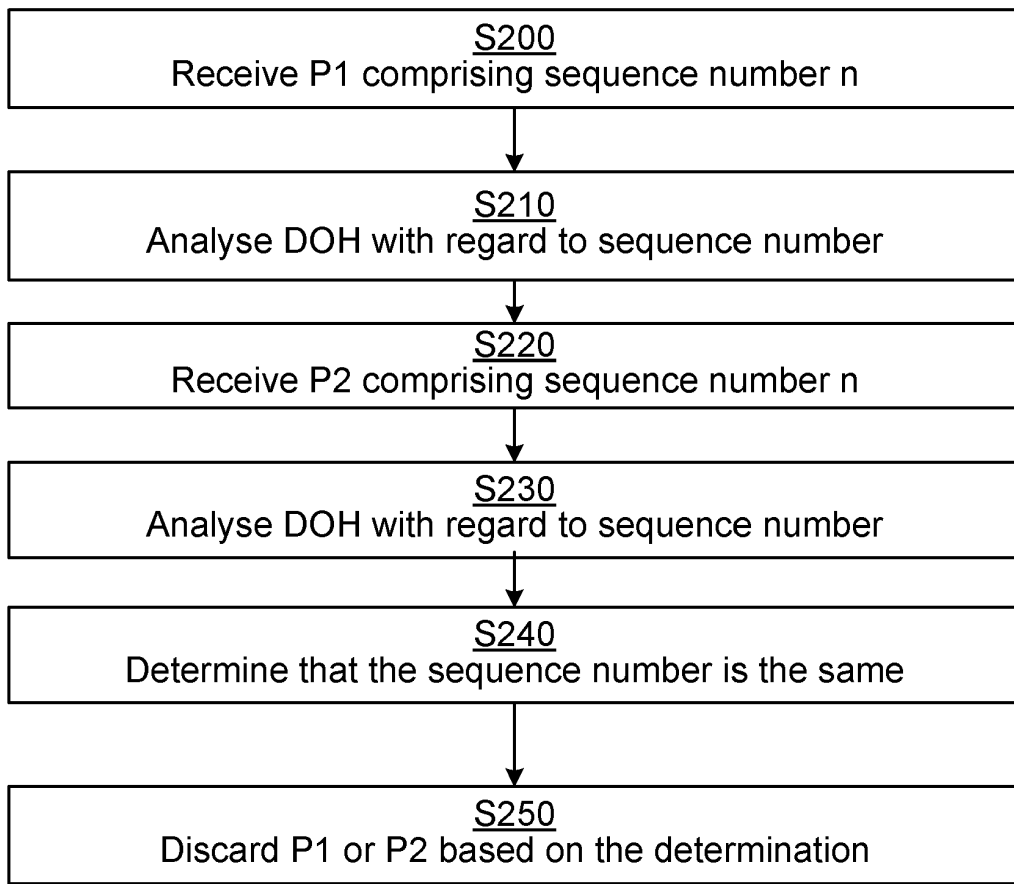 S200
Receive P1 comprising sequence number n
S210
Analyse DOH with regard to sequence number
S220
Receive P2 comprising sequence number n
S230
Analyse DOH with regard to sequence number
S240
Determine that the sequence number is the same
S250
Discard P1 or P2 based on the determination